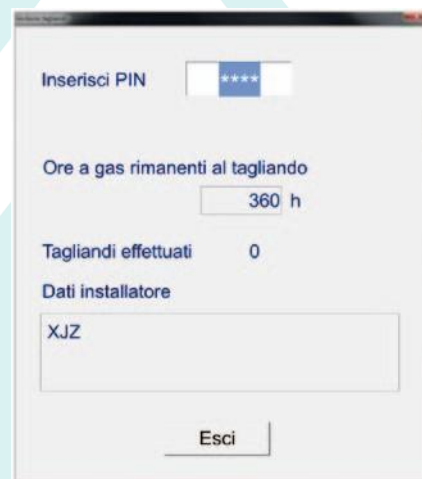 Inserisci PIN ****
Ore a gas rimanenti al tagliando
360 h
Tagliandi effettuati 0
Dati installatore
XJZ
Esci